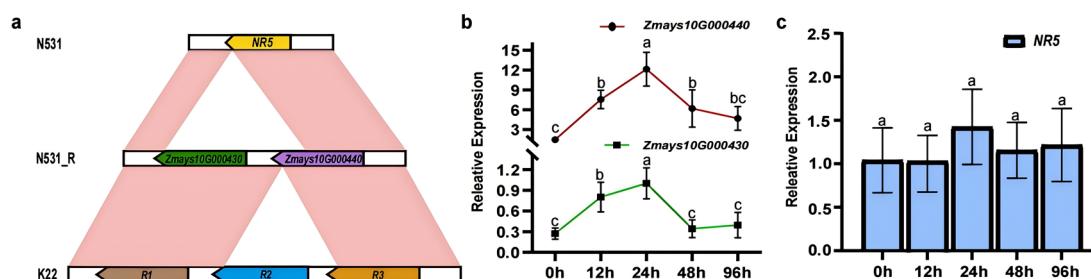 a
N531
NR5
N531_R
Zmays10G000430
Zmays10G000440
K22
R1
R2
R3
b
Zmays10G000440
Releative Expression
15
12
9
6
3
1.2
0.9
0.6
0.3
0.0
c
b
a
b
bc
Zmays10G000430
c
b
a
c
c
0h 12h 24h 48h 96h
c
NR5
Releative Expression
2.5
2.0
1.5
1.0
0.5
0.0
a
a
a
a
a
0h 12h 24h 48h 96h